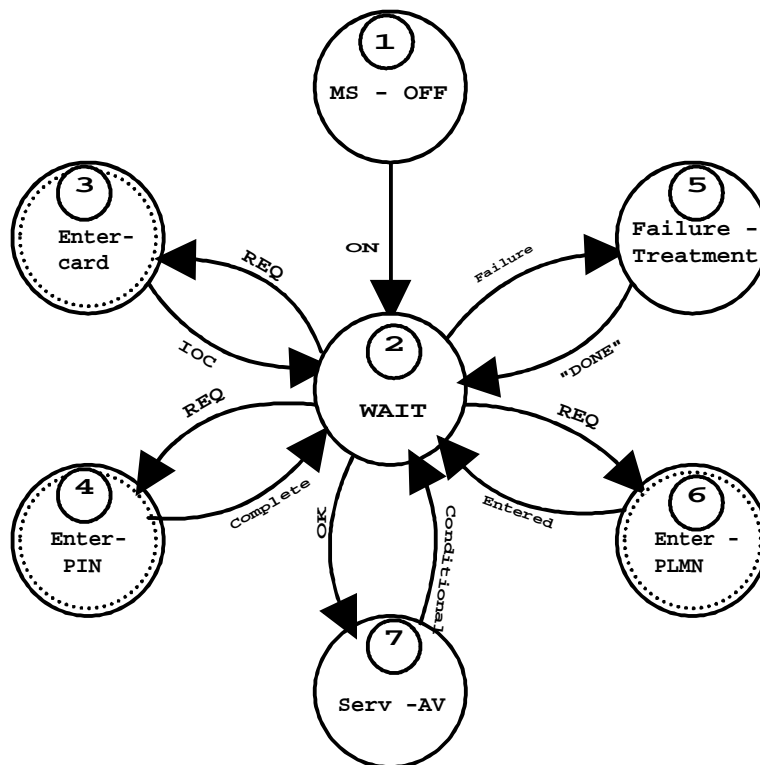 1
MS - OFF
3
Enter-
card
5
Failure -
Treatment
ON
REQ
Failure
IOC
2
WAIT
"DONE"
REQ
REQ
4
Enter-
PIN
Complete
OK
Conditional
Entered
6
Enter -
PLMN
7
Serv -AV